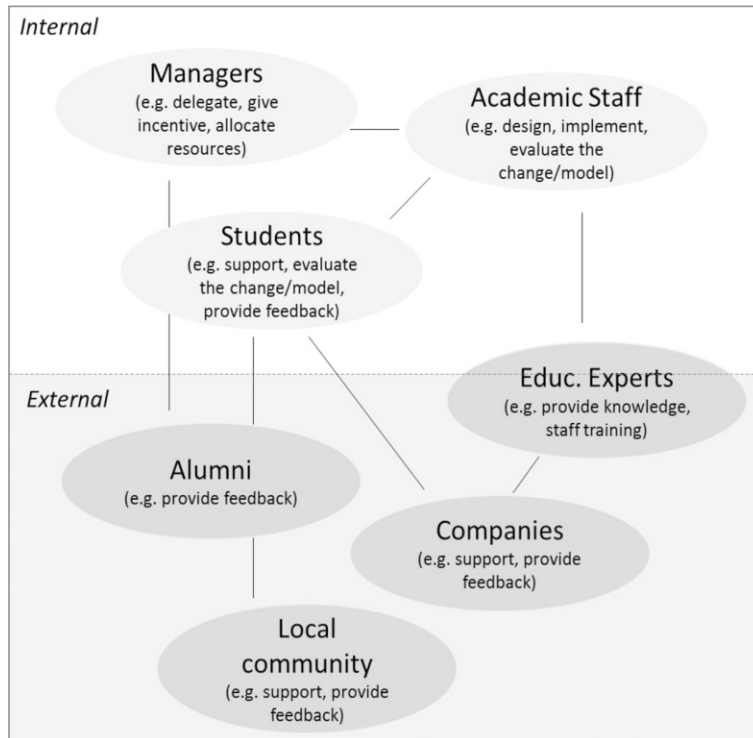 Internal
Managers
(e.g. delegate, give
incentive, allocate
resources)
Academic Staff
(e.g. design, implement,
evaluate the
change/model)
Students
(e.g. support, evaluate
the change/model,
provide feedback)
Educ. Experts
(e.g. provide knowledge,
staff training)
External
Alumni
(e.g. provide feedback)
Companies
(e.g. support, provide
feedback)
Local
community
(e.g. support, provide
feedback)